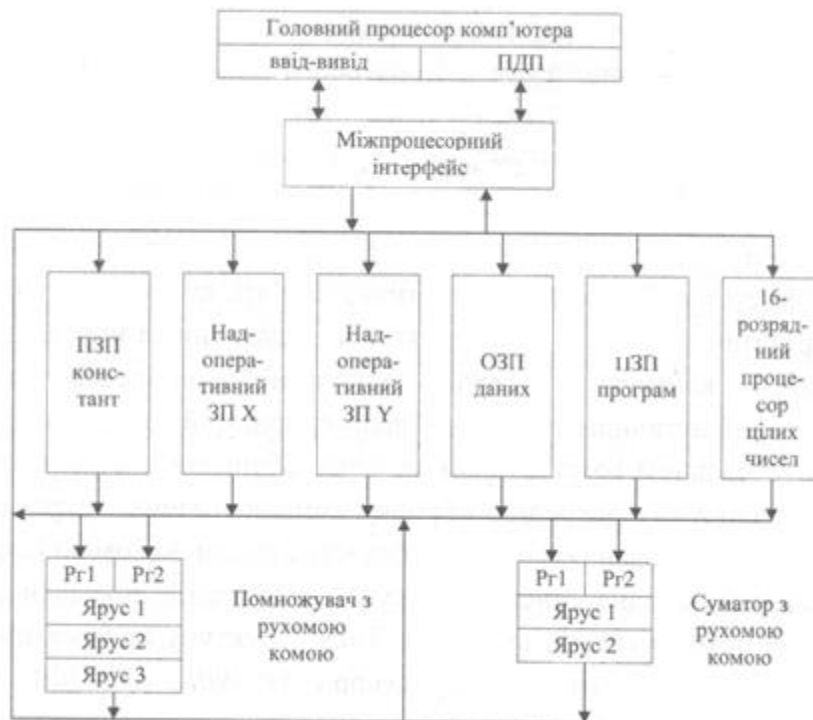 Головний процесор комп’ютера
ввід-вивід ПДП
Міжпроцесорний
інтерфейс
ПЗП
конс-
тант
Над-
опера-
тивний
ЗП X
Над-
опера-
тивний
ЗП Y
ОЗП
даних
ПЗП
програм
16-
розряд-
ний
проце-
сор
цілих
чисел
Рг1 Рг2
Ярус 1
Ярус 2
Ярус 3
Помножувач з
рухомою
комою
Рг1 Рг2
Ярус 1
Ярус 2
Суматор з
рухомою
комою